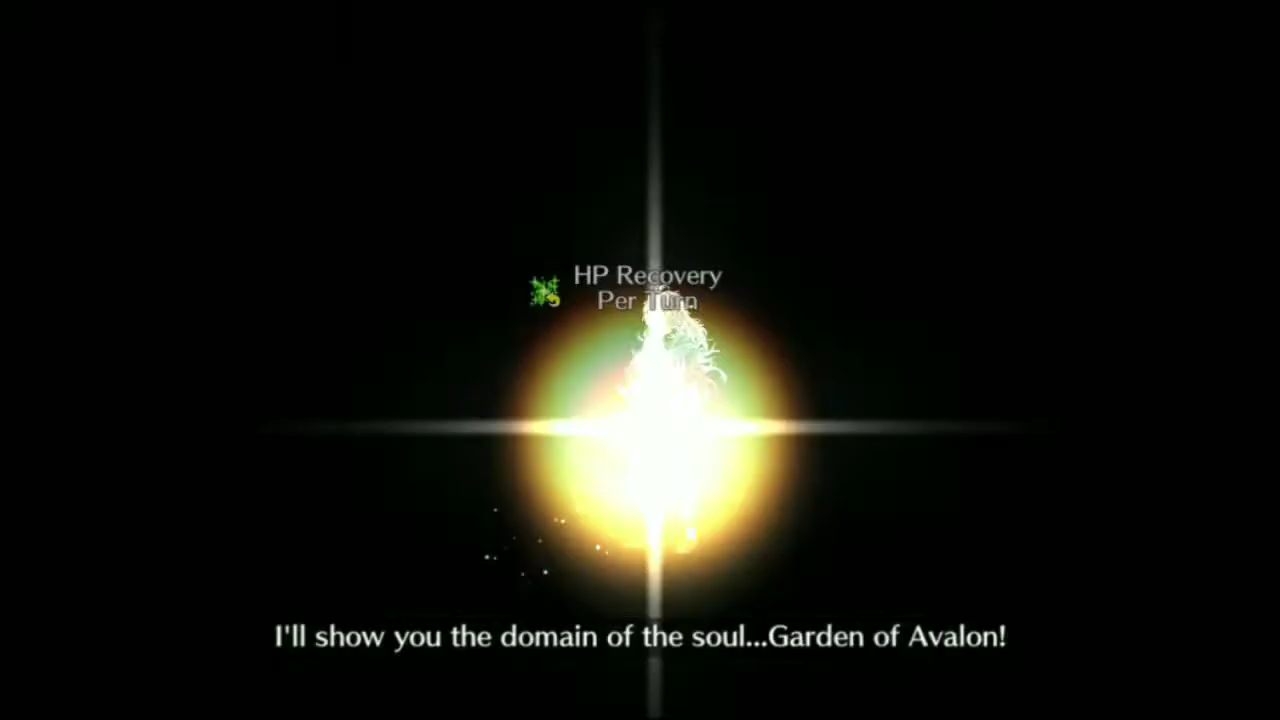 HP Recovery
Per Turn
I'll show you the domain of the soul...Garden of Avalon!